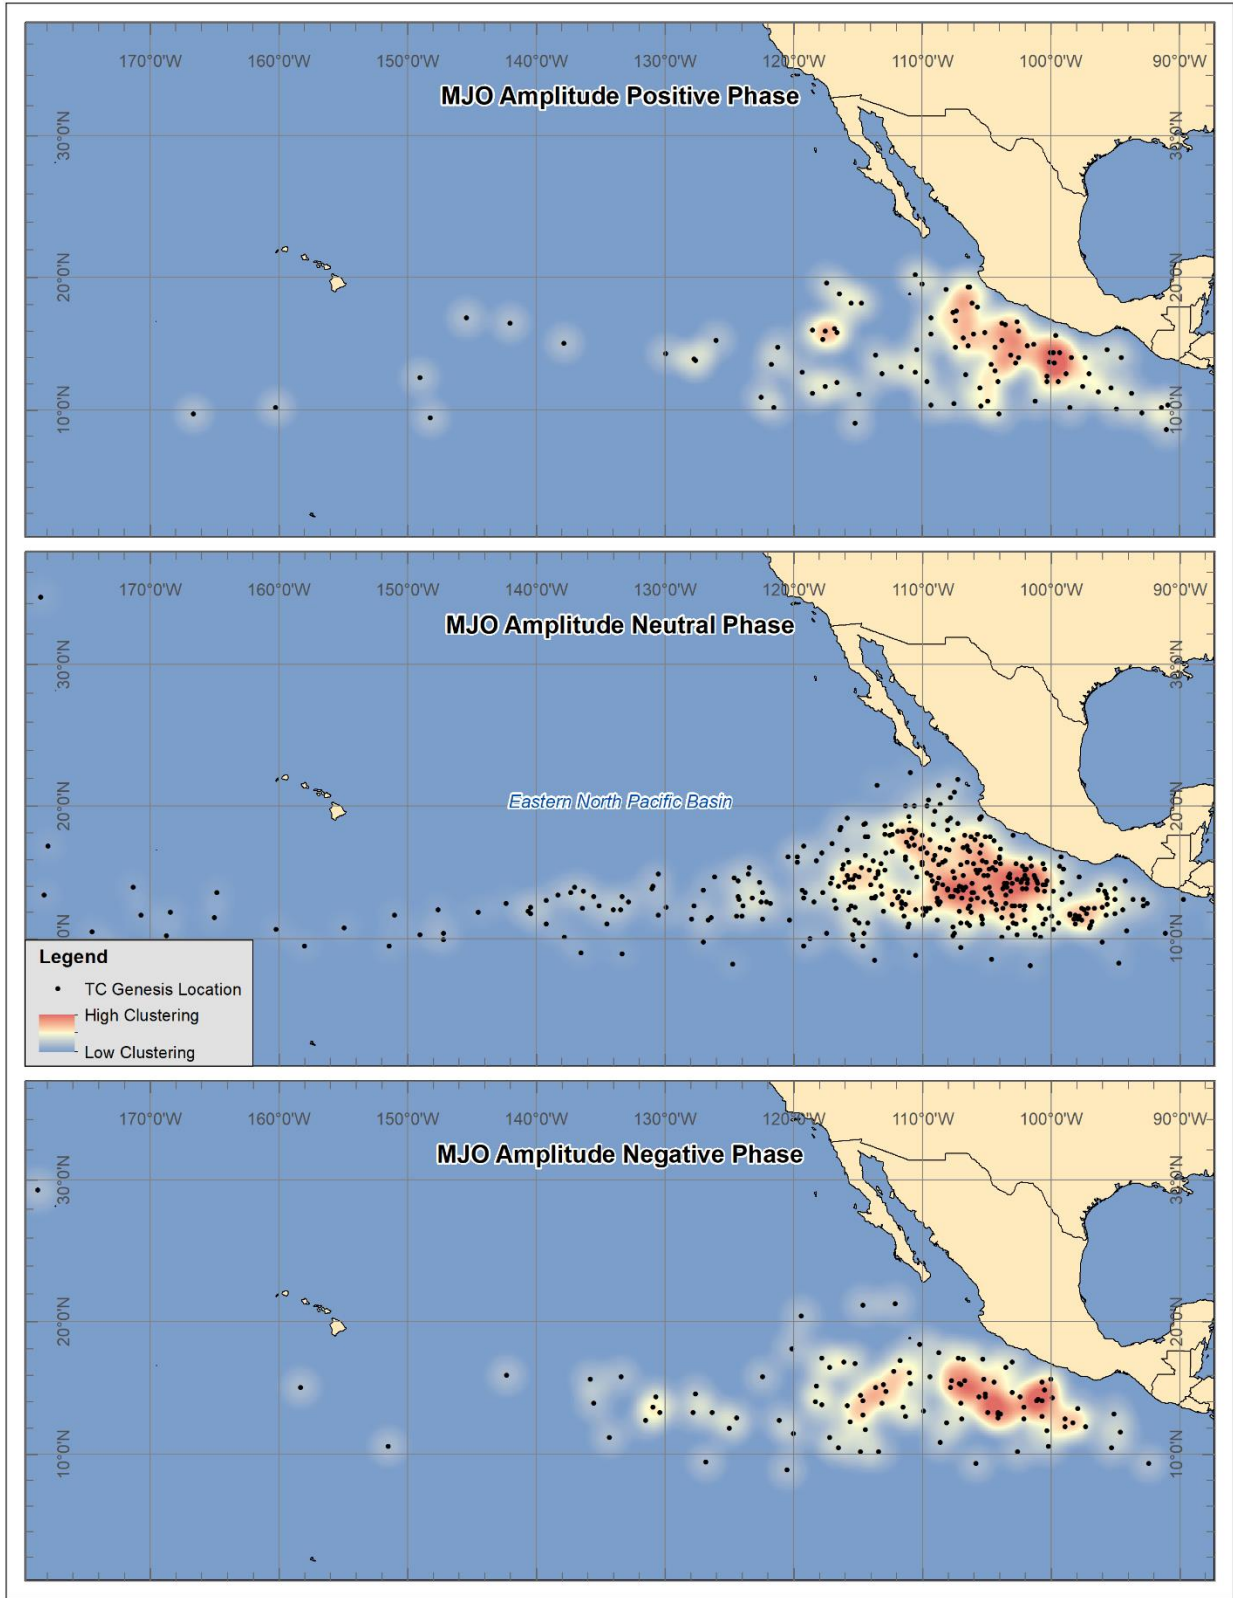 170°0'W 160°0'W 150°0'W 140°0'W 130°0'W 120°0'W 110°0'W 100°0'W 90°0'W
MJO Amplitude Positive Phase
30°0'N 30°0'N
20°0'N 20°0'N
10°0'N 10°0'N
170°0'W 160°0'W 150°0'W 140°0'W 130°0'W 120°0'W 110°0'W 100°0'W 90°0'W
MJO Amplitude Neutral Phase
30°0'N 30°0'N
Eastern North Pacific Basin
20°0'N 20°0'N
10°0'N
Legend
TC Genesis Location
High Clustering
Low Clustering
170°0'W 160°0'W 150°0'W 140°0'W 130°0'W 120°0'W 110°0'W 100°0'W 90°0'W
MJO Amplitude Negative Phase
30°0'N 30°0'N
20°0'N 20°0'N
10°0'N 10°0'N